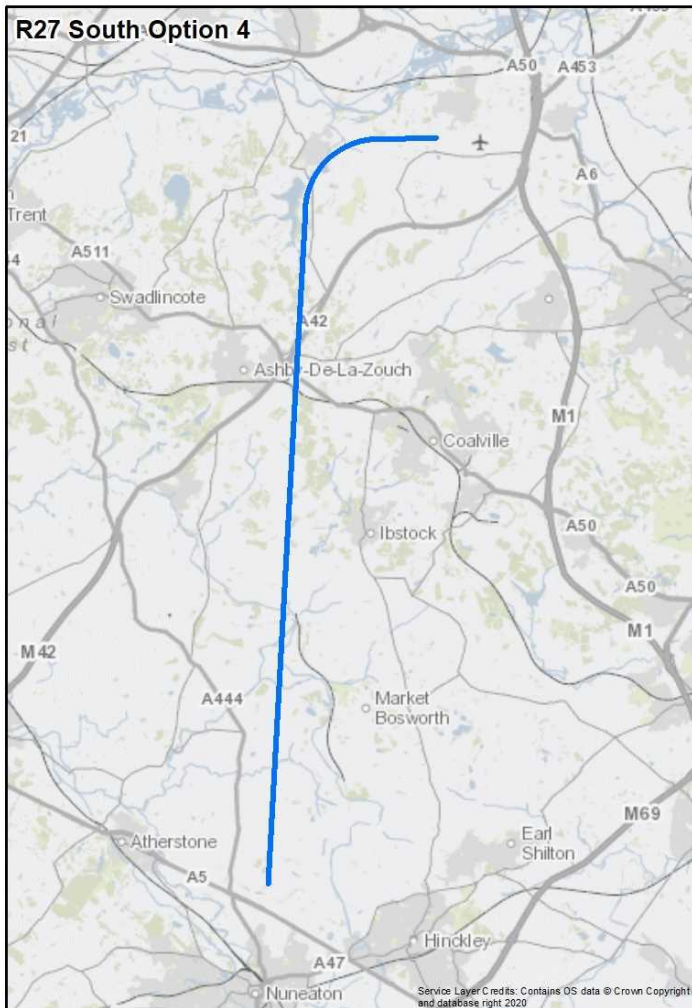 R27 South Option 4
A50
A453
21
A6
Trent
A511
Swadlincote
A42
Ashby-De-La-Zouch
M1
Coalville
Ibstock
A50
A50
M1
M42
A444
Market
Bosworth
M69
Atherstone
Earl
Shilton
A5
Hinckley
A47
Nuneaton
Service Layer Credits: Contains OS data © Crown Copyright
and database right 2020